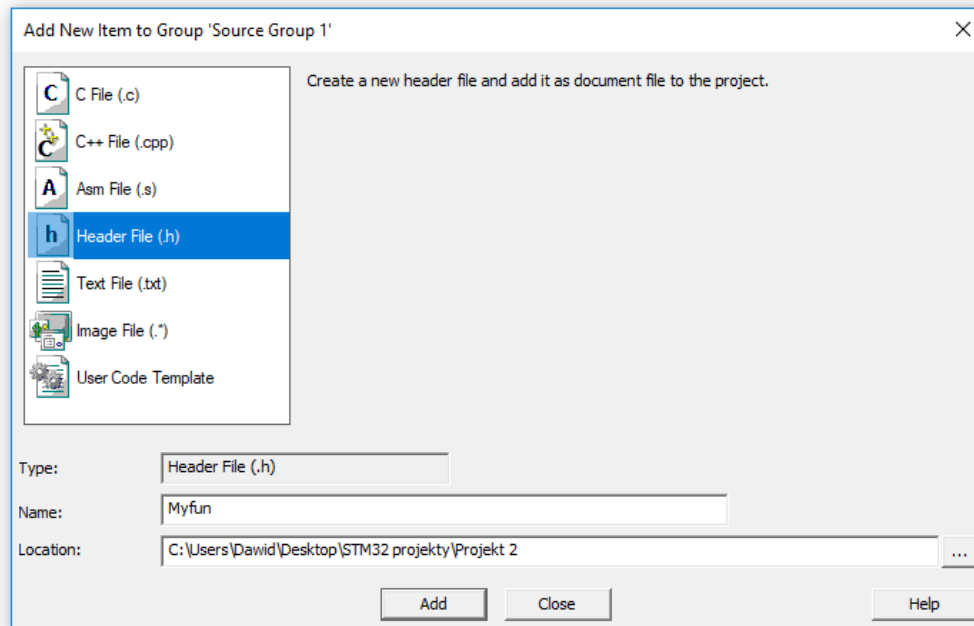 Add New Item to Group 'Source Group 1'
C File (.c)
Create a new header file and add it as document file to the project.
C++ File (.cpp)
Asm File (.s)
Header File (.h)
Text File (.txt)
Image File (.*)
User Code Template
Type:
Header File (.h)
Name:
Myfun
Location:
C:\Users\Dawid\Desktop\STM32 projekty\Projekt 2
...
Add
Close
Help